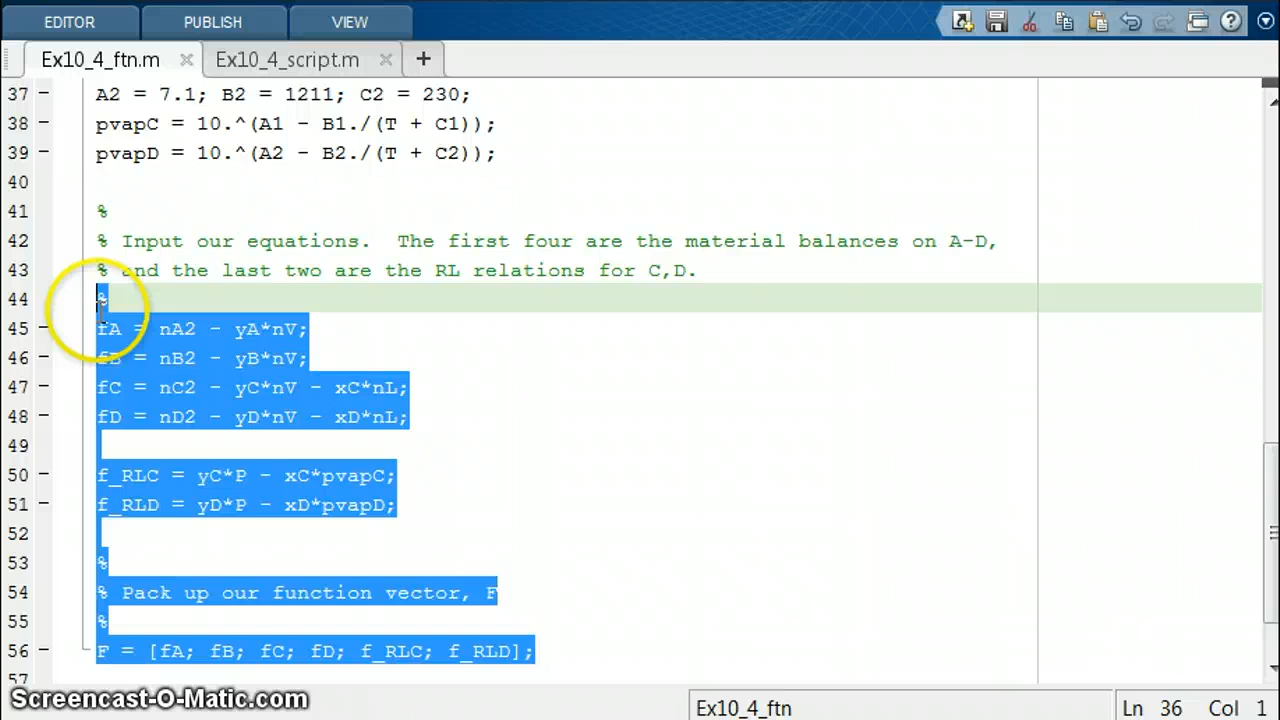 EDITOR PUBLISH VIEW
Ex10_4_ftn.m Ex10_4_script.m
37 A2 = 7.1; B2 = 1211; C2 = 230;
38 pvapC = 10.^(A1 - B1./(T + C1));
39 pvapD = 10.^(A2 - B2./(T + C2));
40
41 %
42 % Input our equations.  The first four are the material balances on A-D,
43 % and the last two are the RL relations for C,D.
44 %
45 fA = nA2 - yA*nV;
46 fB = nB2 - yB*nV;
47 fC = nC2 - yC*nV - xC*nL;
48 fD = nD2 - yD*nV - xD*nL;
49
50 f_RLC = yC*P - xC*pvapC;
51 f_RLD = yD*P - xD*pvapD;
52
53 %
54 % Pack up our function vector, F
55 %
56 F = [fA; fB; fC; fD; f_RLC; f_RLD];
57
Screencast-O-Matic.com
Ex10_4_ftn Ln 36 Col 1